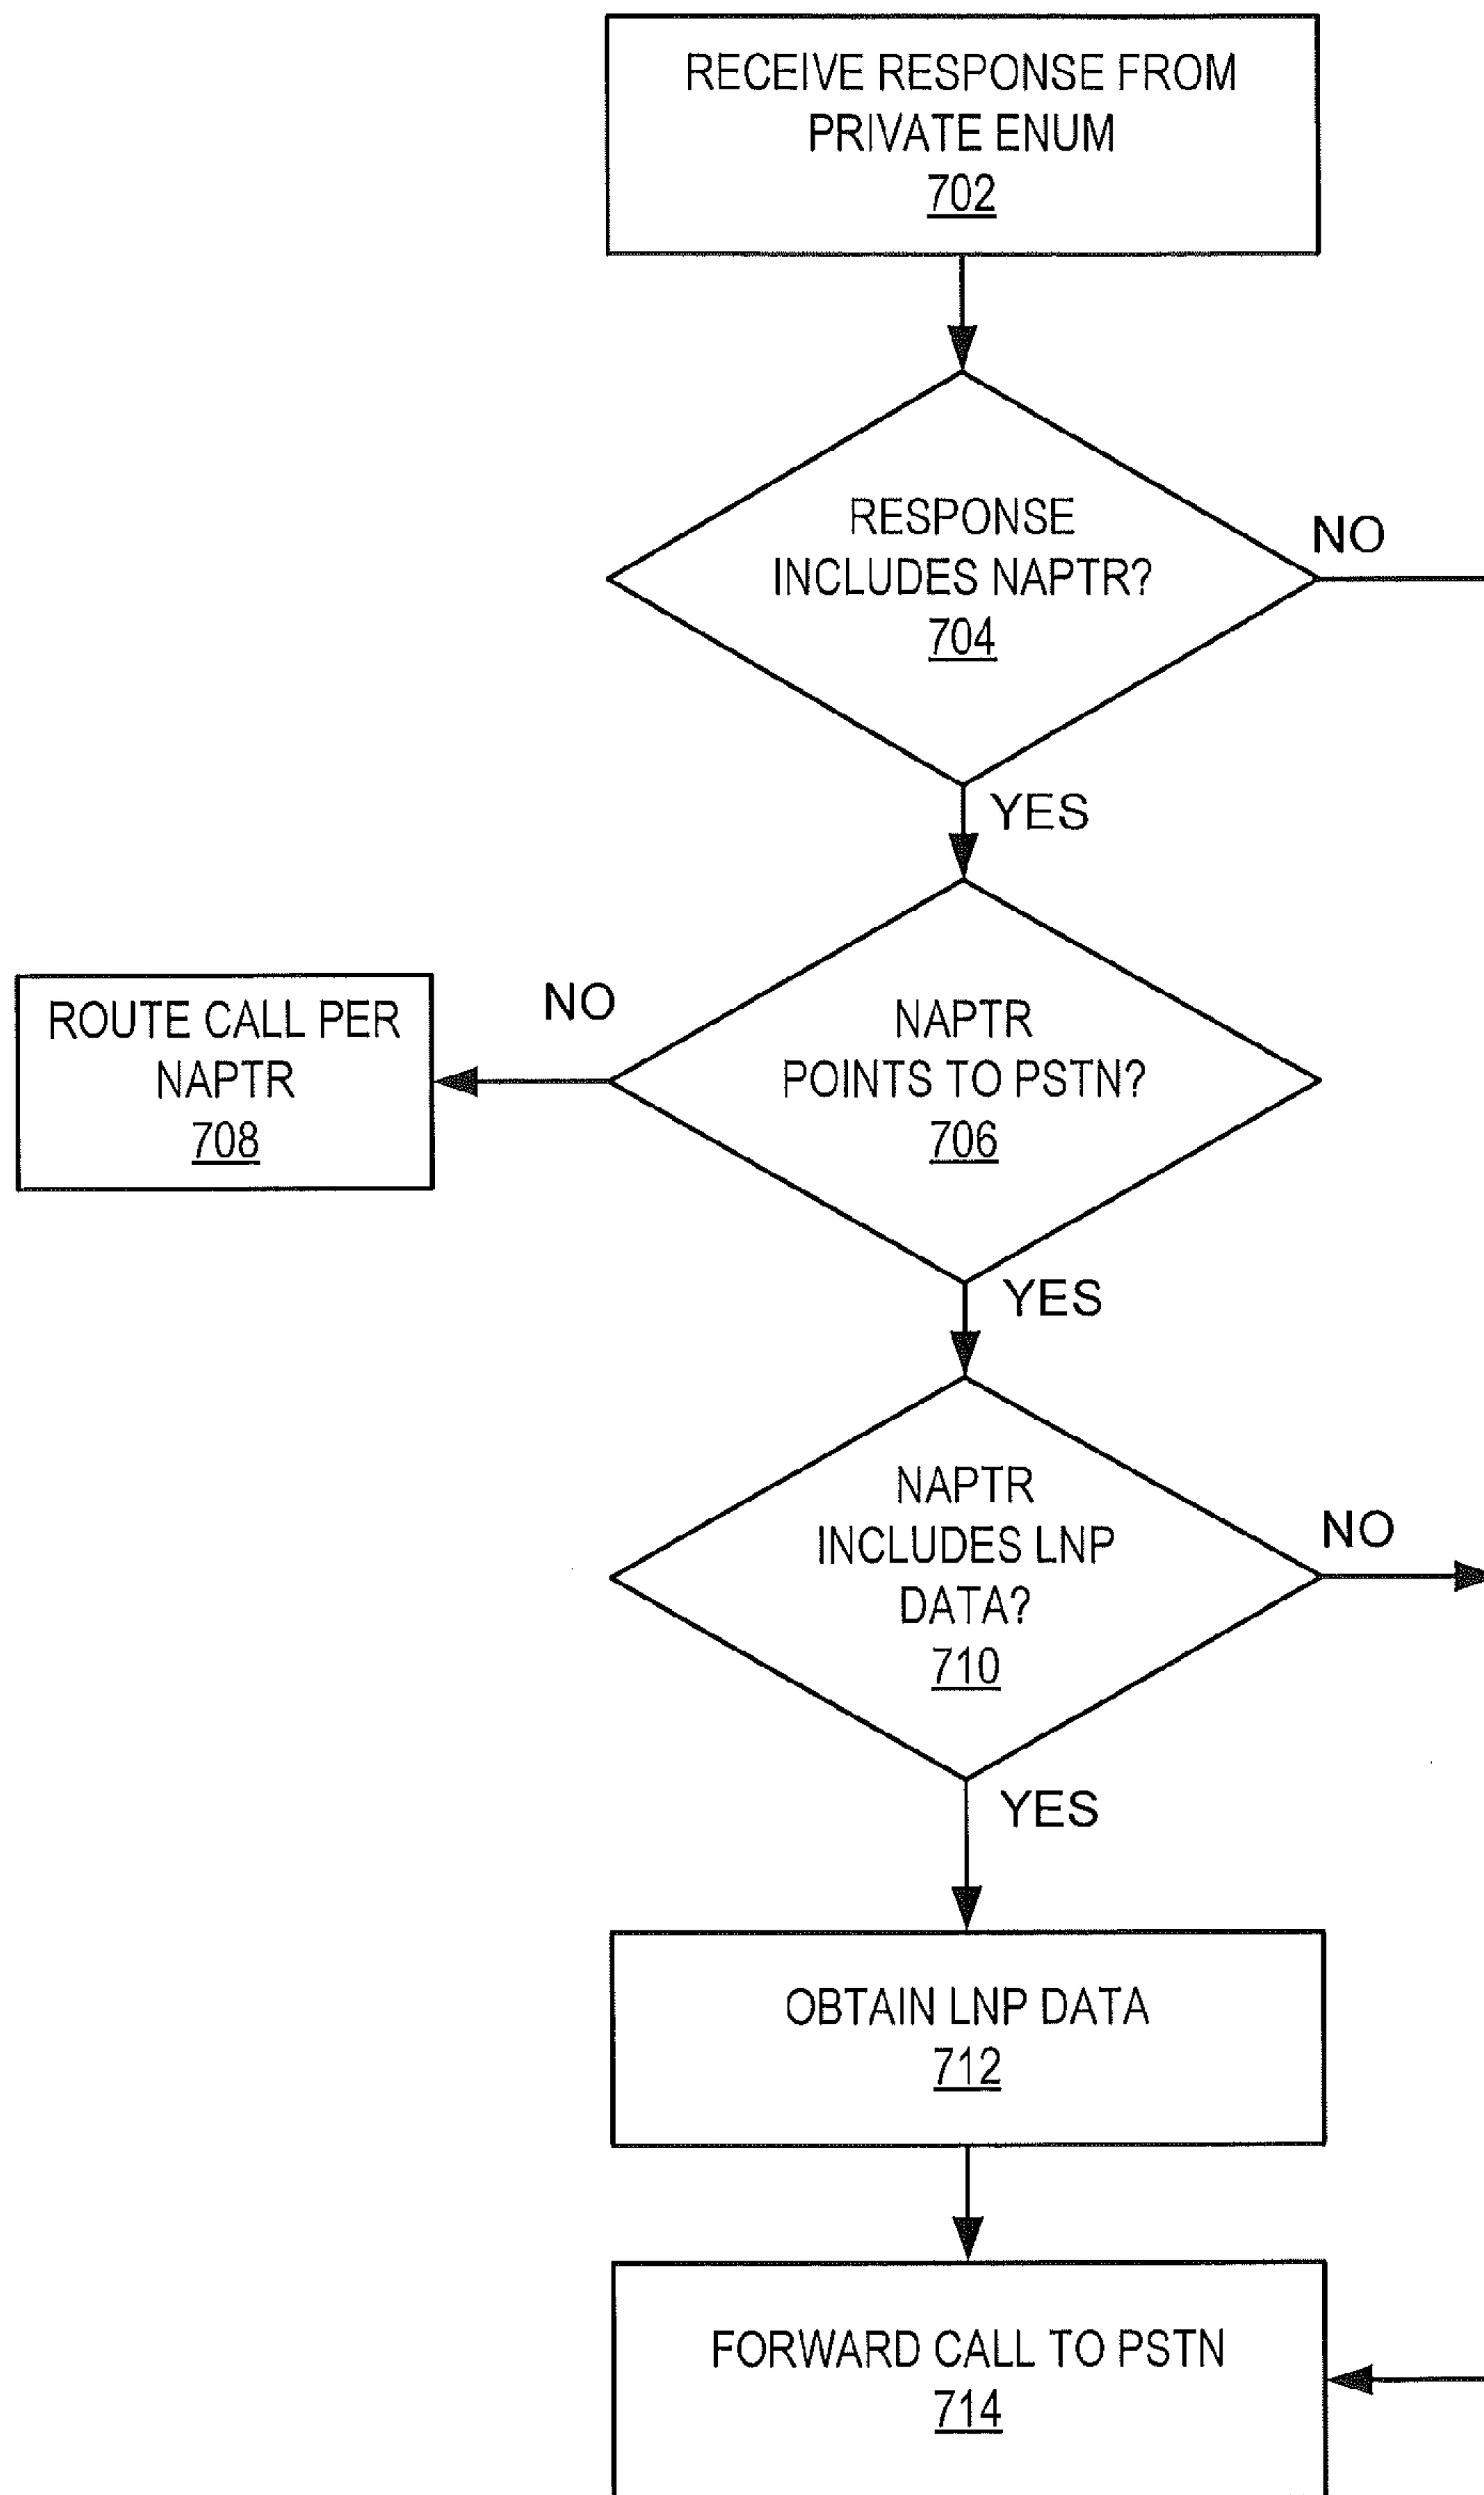 RECEIVE RESPONSE FROM
PRIVATE ENUM
702
RESPONSE
INCLUDES NAPTR?
704
NO
YES
NAPTR
POINTS TO PSTN?
706
NO
ROUTE CALL PER
NAPTR
708
YES
NAPTR
INCLUDES LNP
DATA?
710
NO
YES
OBTAIN LNP DATA
712
FORWARD CALL TO PSTN
714